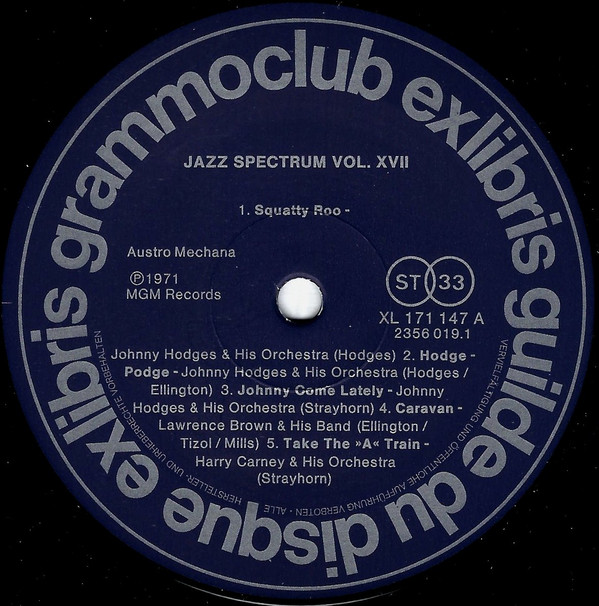 exlibris grammoclub exlibris guilde du disque
JAZZ SPECTRUM VOL. XVII
1. Squatty Roo -
Austro Mechana
Ⓟ1971
MGM Records
ST 33
XL 171 147 A
2356 019.1
Johnny Hodges & His Orchestra (Hodges) 2. Hodge-
Podge - Johnny Hodges & His Orchestra (Hodges /
Ellington) 3. Johnny Come Lately - Johnny
Hodges & His Orchestra (Strayhorn) 4. Caravan -
Lawrence Brown & His Band (Ellington /
Tizol / Mills) 5. Take The »A« Train -
Harry Carney & His Orchestra
(Strayhorn)
ALLE HERSTELLER- UND URHEBERRECHTE VORBEHALTEN
VERVIELFÄLTIGUNG UND ÖFFENTLICHE AUFFÜHRUNG VERBOTEN ·